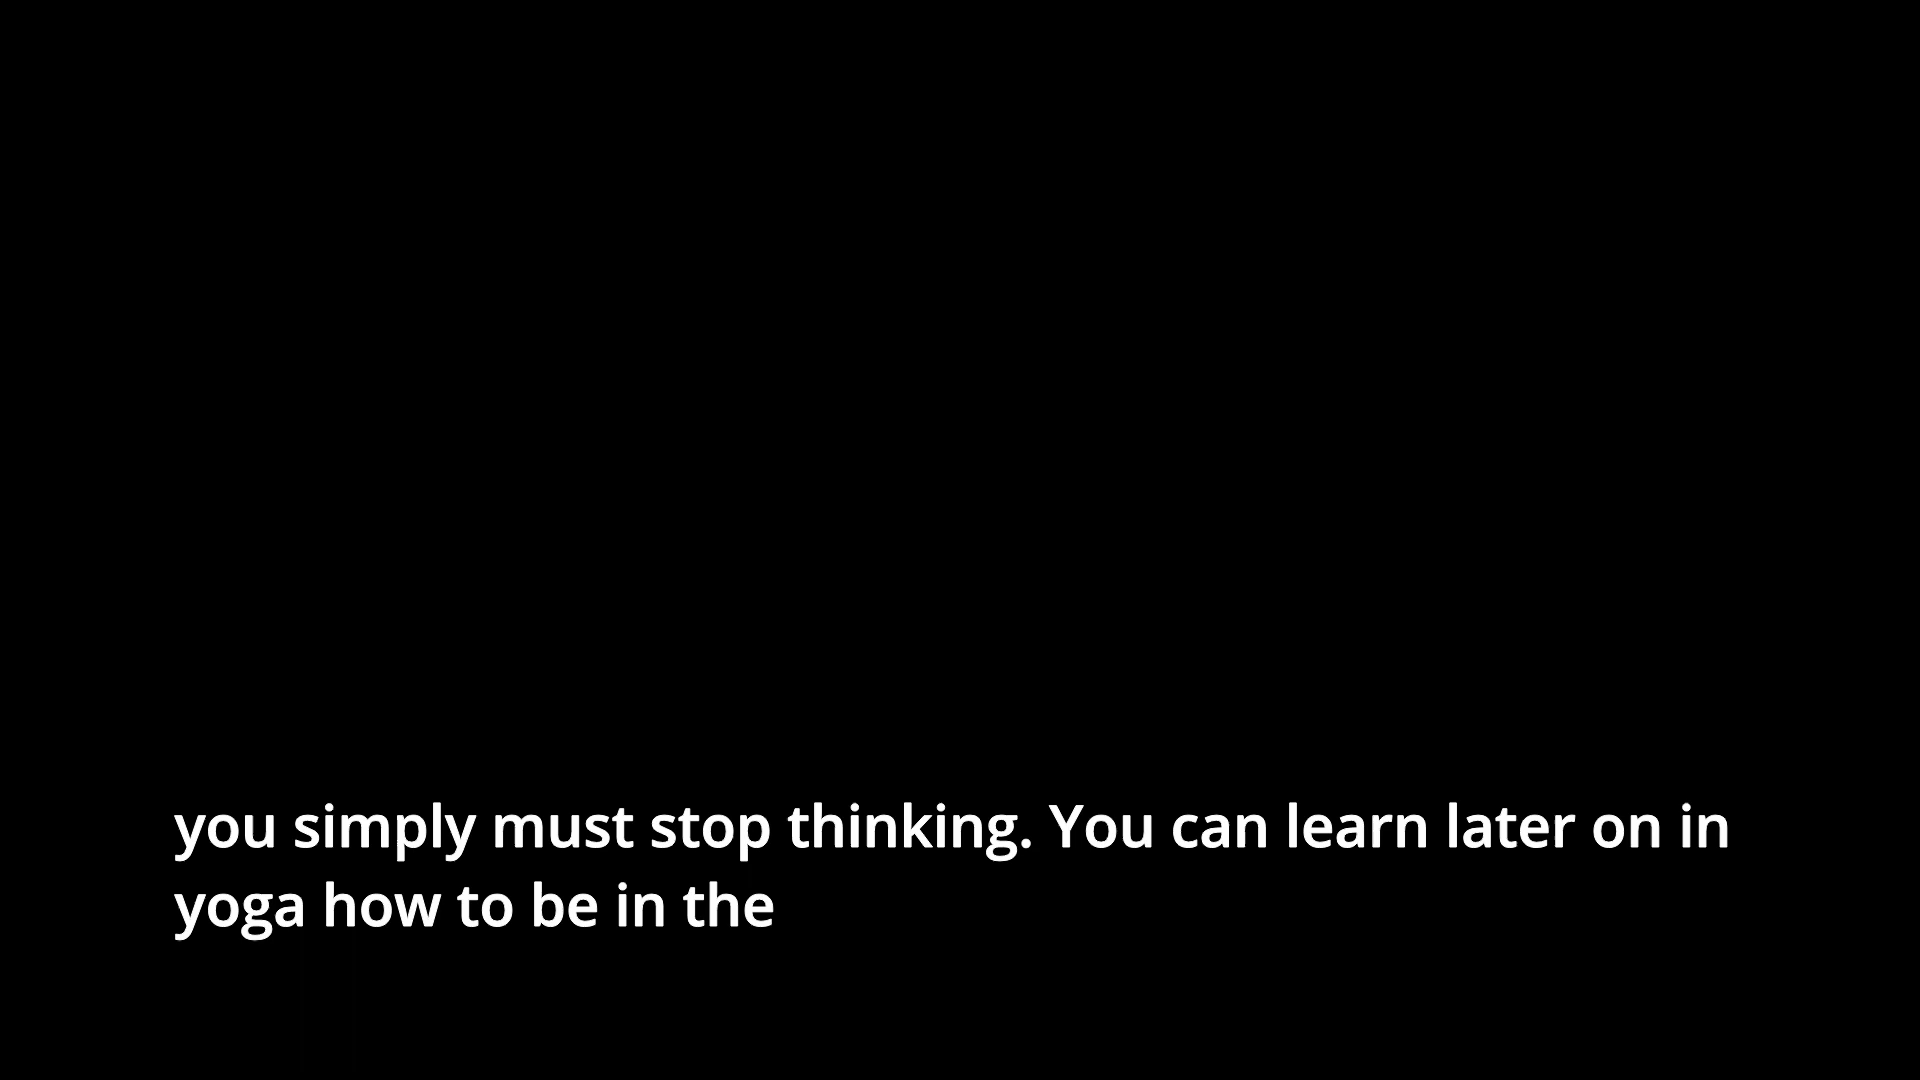 you simply must stop thinking. You can learn later on in
yoga how to be in the